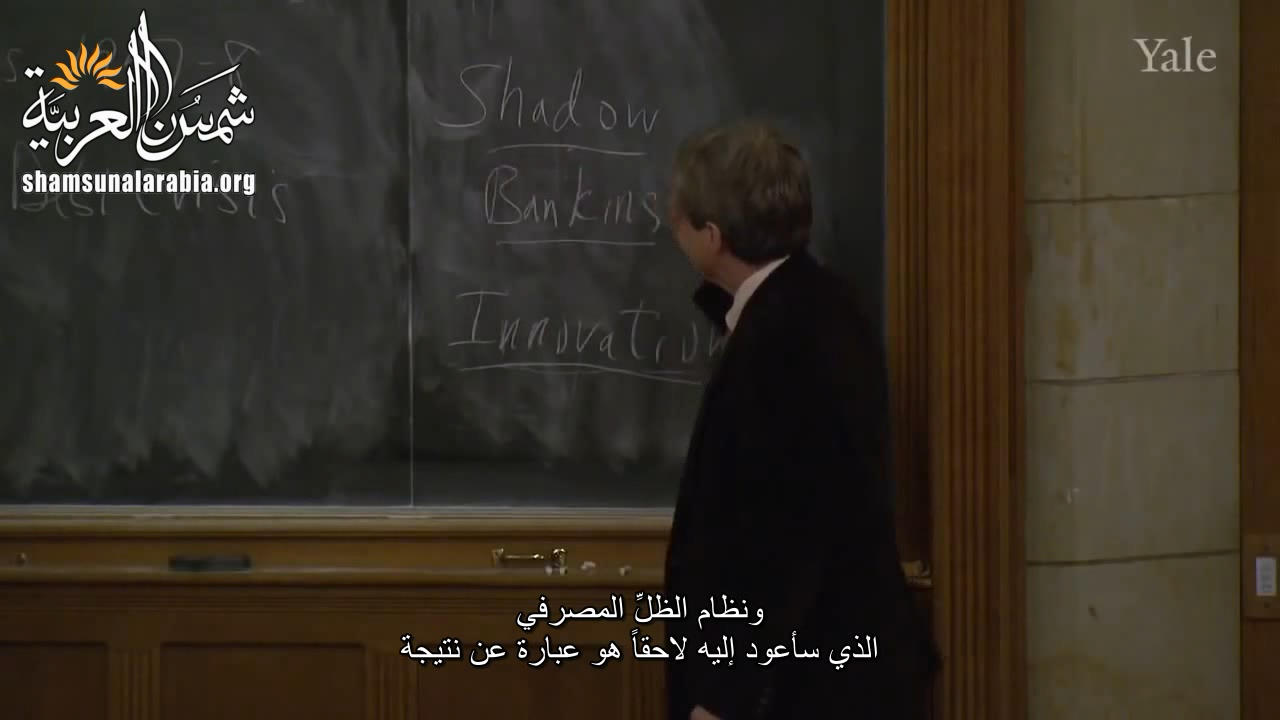 شمس العربية
shamsunalarabia.org
Yale
Shadow
Banking
Innovation
crisis
ونظام الظلِّ المصرفي
الذي سأعود إليه لاحقاً هو عبارة عن نتيجة